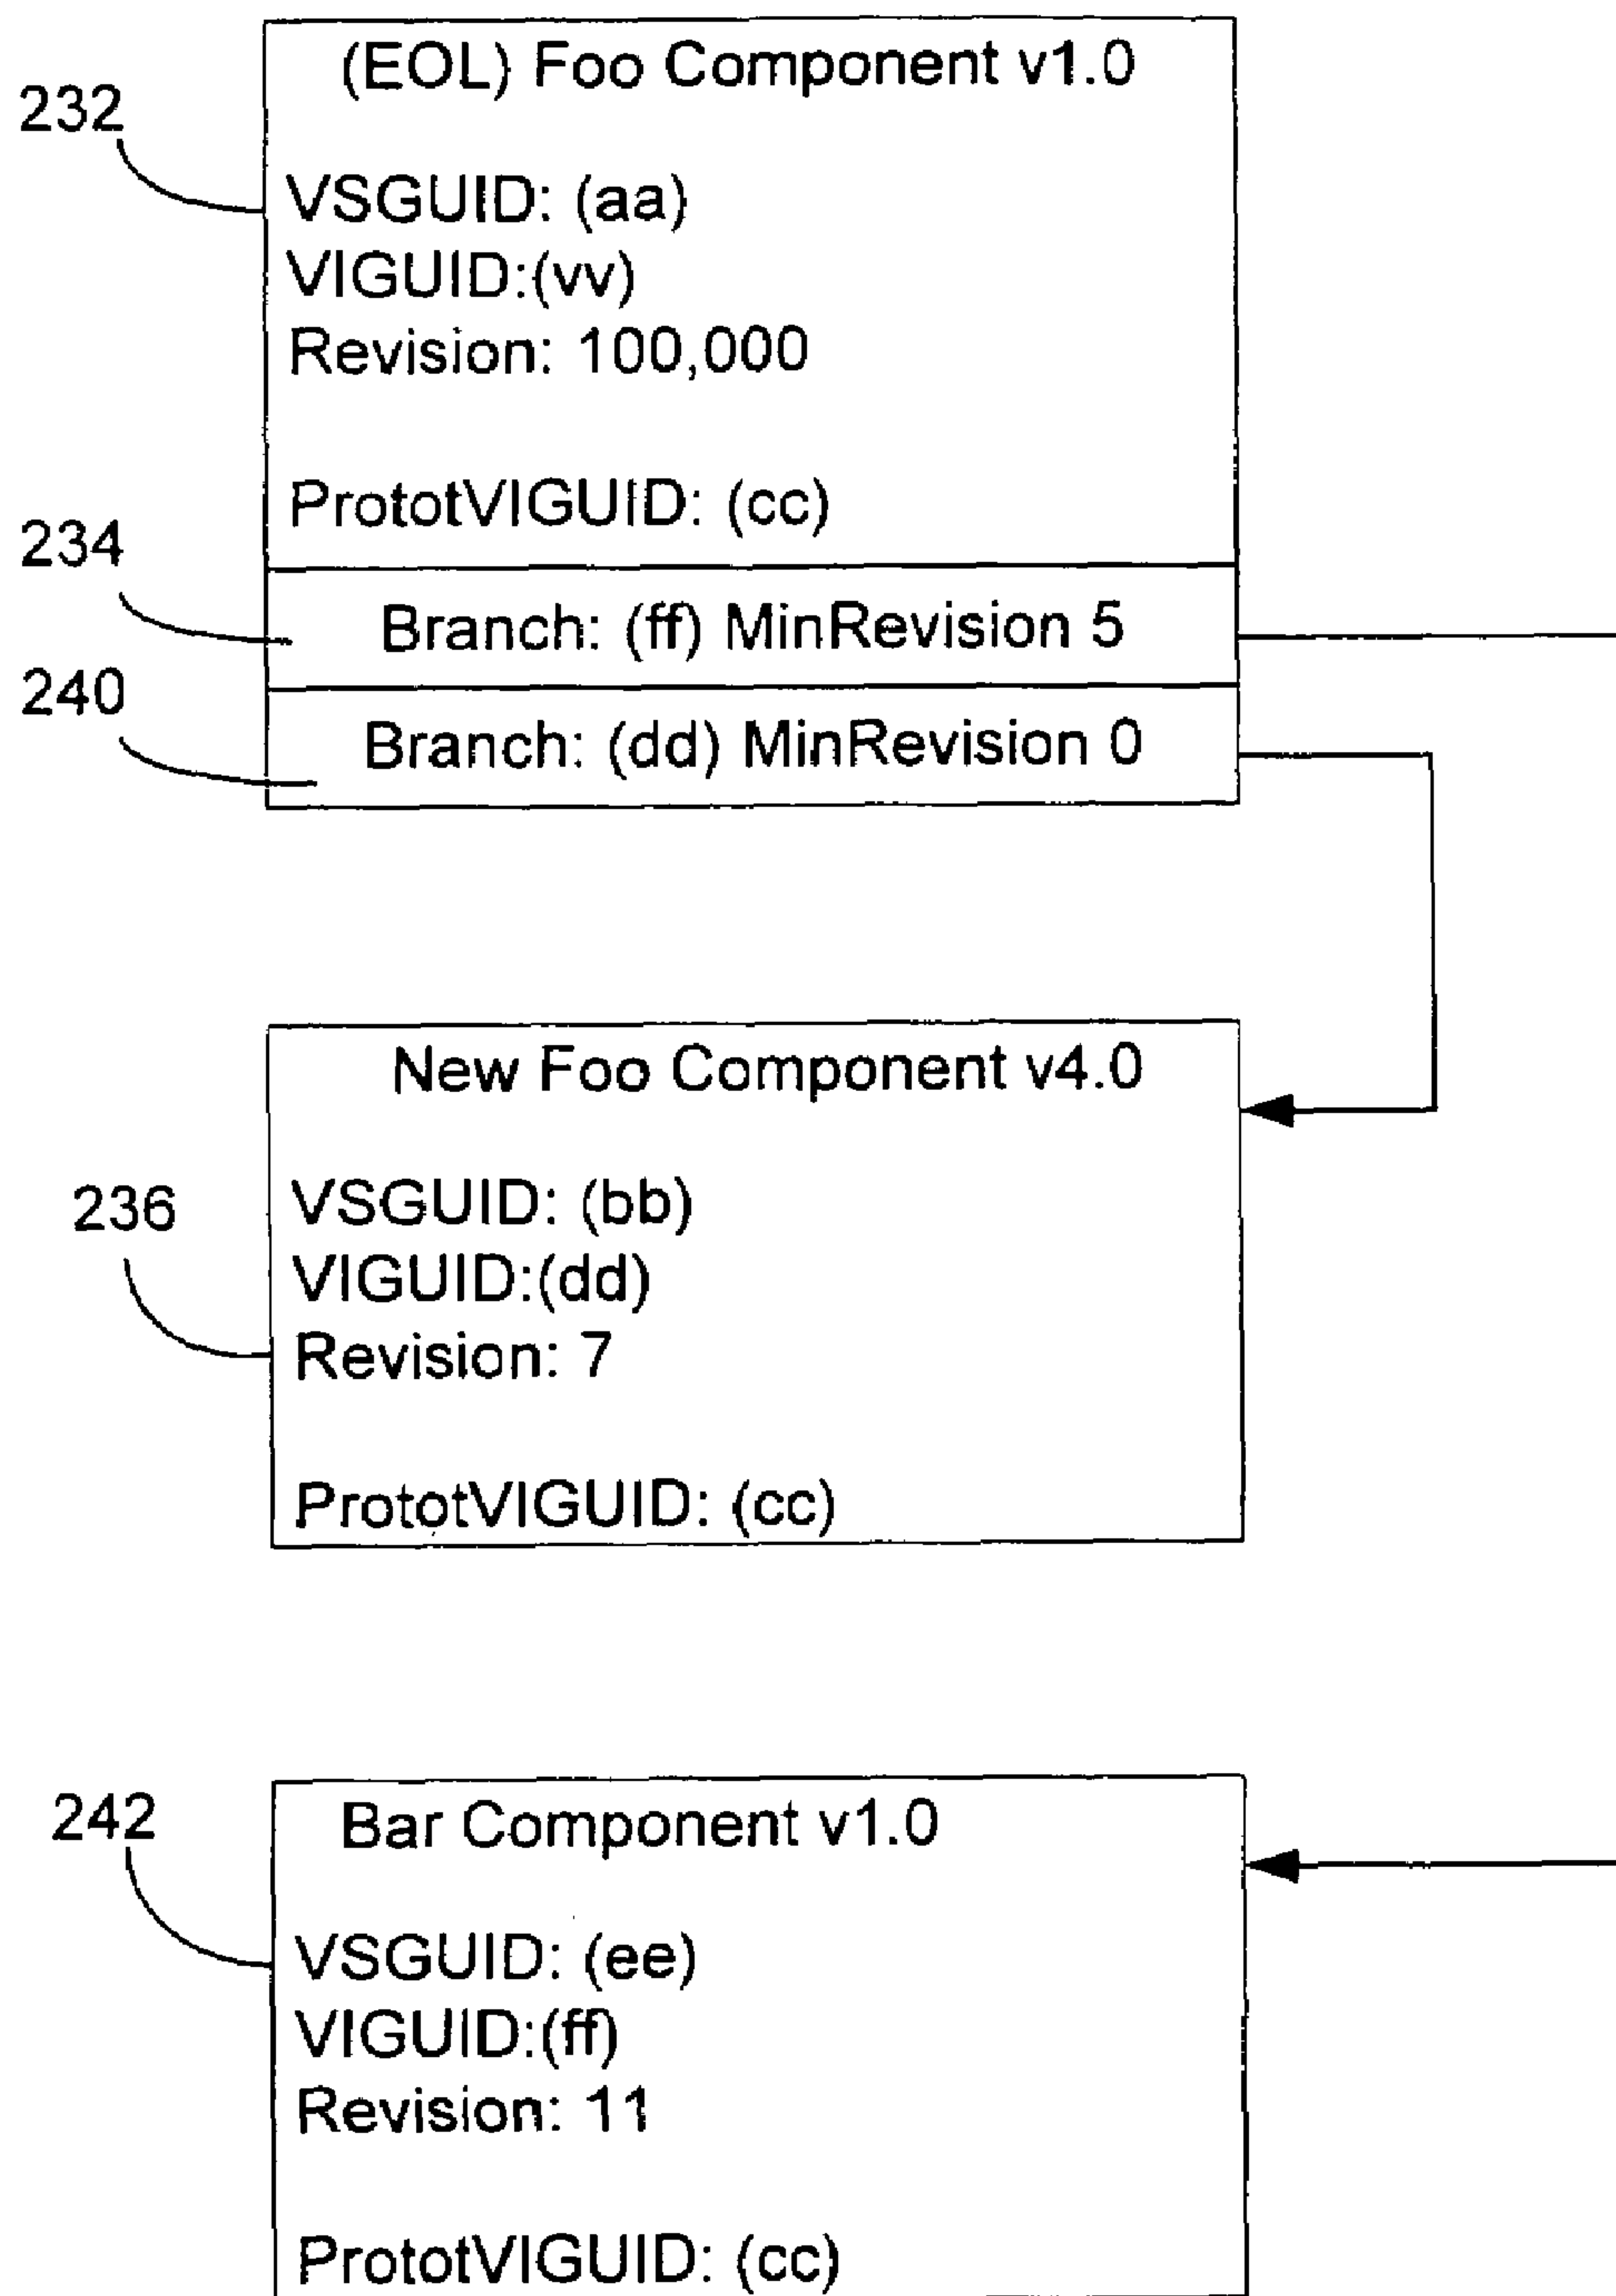 (EOL) Foo Component v1.0
232
VSGUID: (aa)
VIGUID:(vv)
Revision: 100,000
PrototVIGUID: (cc)
234
Branch: (ff) MinRevision 5
240
Branch: (dd) MinRevision 0
New Foo Component v4.0
236
VSGUID: (bb)
VIGUID:(dd)
Revision: 7
PrototVIGUID: (cc)
242
Bar Component v1.0
VSGUID: (ee)
VIGUID:(ff)
Revision: 11
PrototVIGUID: (cc)